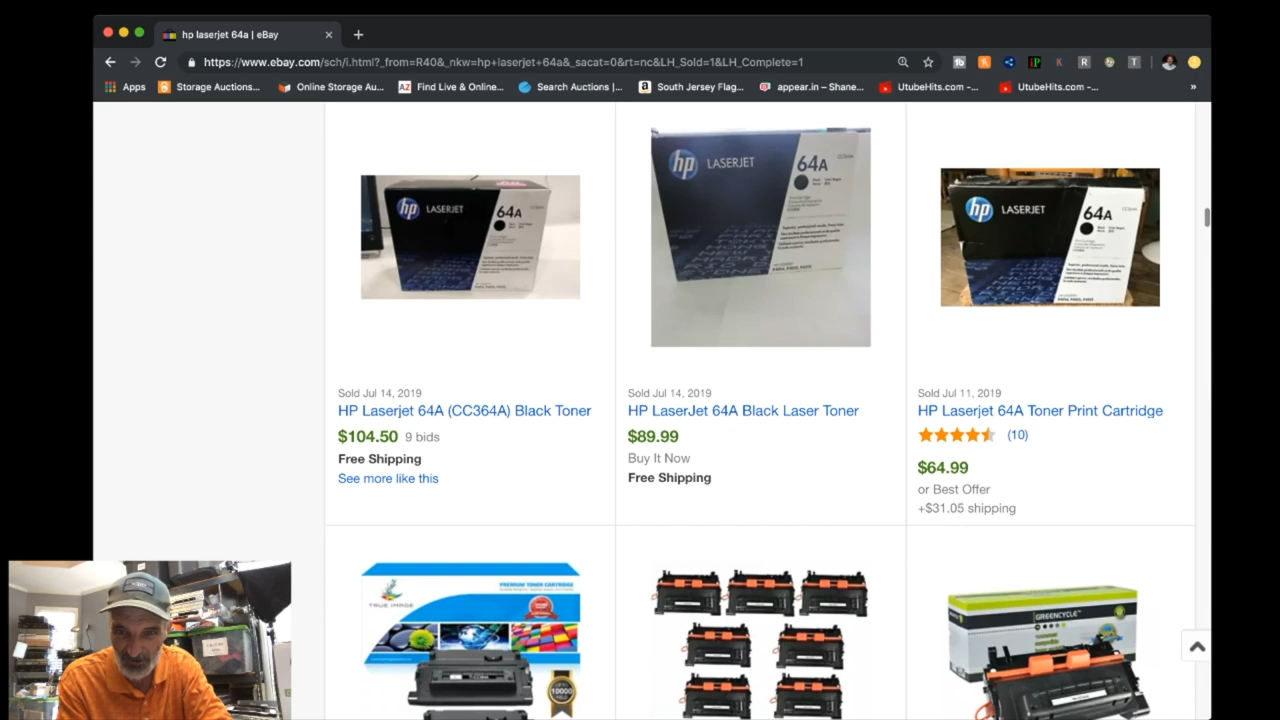 hp laserjet 64a | eBay
https://www.ebay.com/sch/i.html?_from=R40&_nkw=hp+laserjet+64a&_sacat=0&rt=nc&LH_Sold=1&LH_Complete=1
Apps
Storage Auctions...
Online Storage Au...
Find Live & Online...
Search Auctions |...
South Jersey Flag...
appear.in – Shane...
UtubeHits.com -...
UtubeHits.com -...
hp LASERJET 64A
hp LASERJET 64A
hp LASERJET 64A
Sold Jul 14, 2019
HP Laserjet 64A (CC364A) Black Toner
$104.50 9 bids
Free Shipping
See more like this
Sold Jul 14, 2019
HP LaserJet 64A Black Laser Toner
$89.99
Buy It Now
Free Shipping
Sold Jul 11, 2019
HP Laserjet 64A Toner Print Cartridge
(10)
$64.99
or Best Offer
+$31.05 shipping
TRUE IMAGE
PREMIUM TONER CARTRIDGE
10000
GREENCYCLE